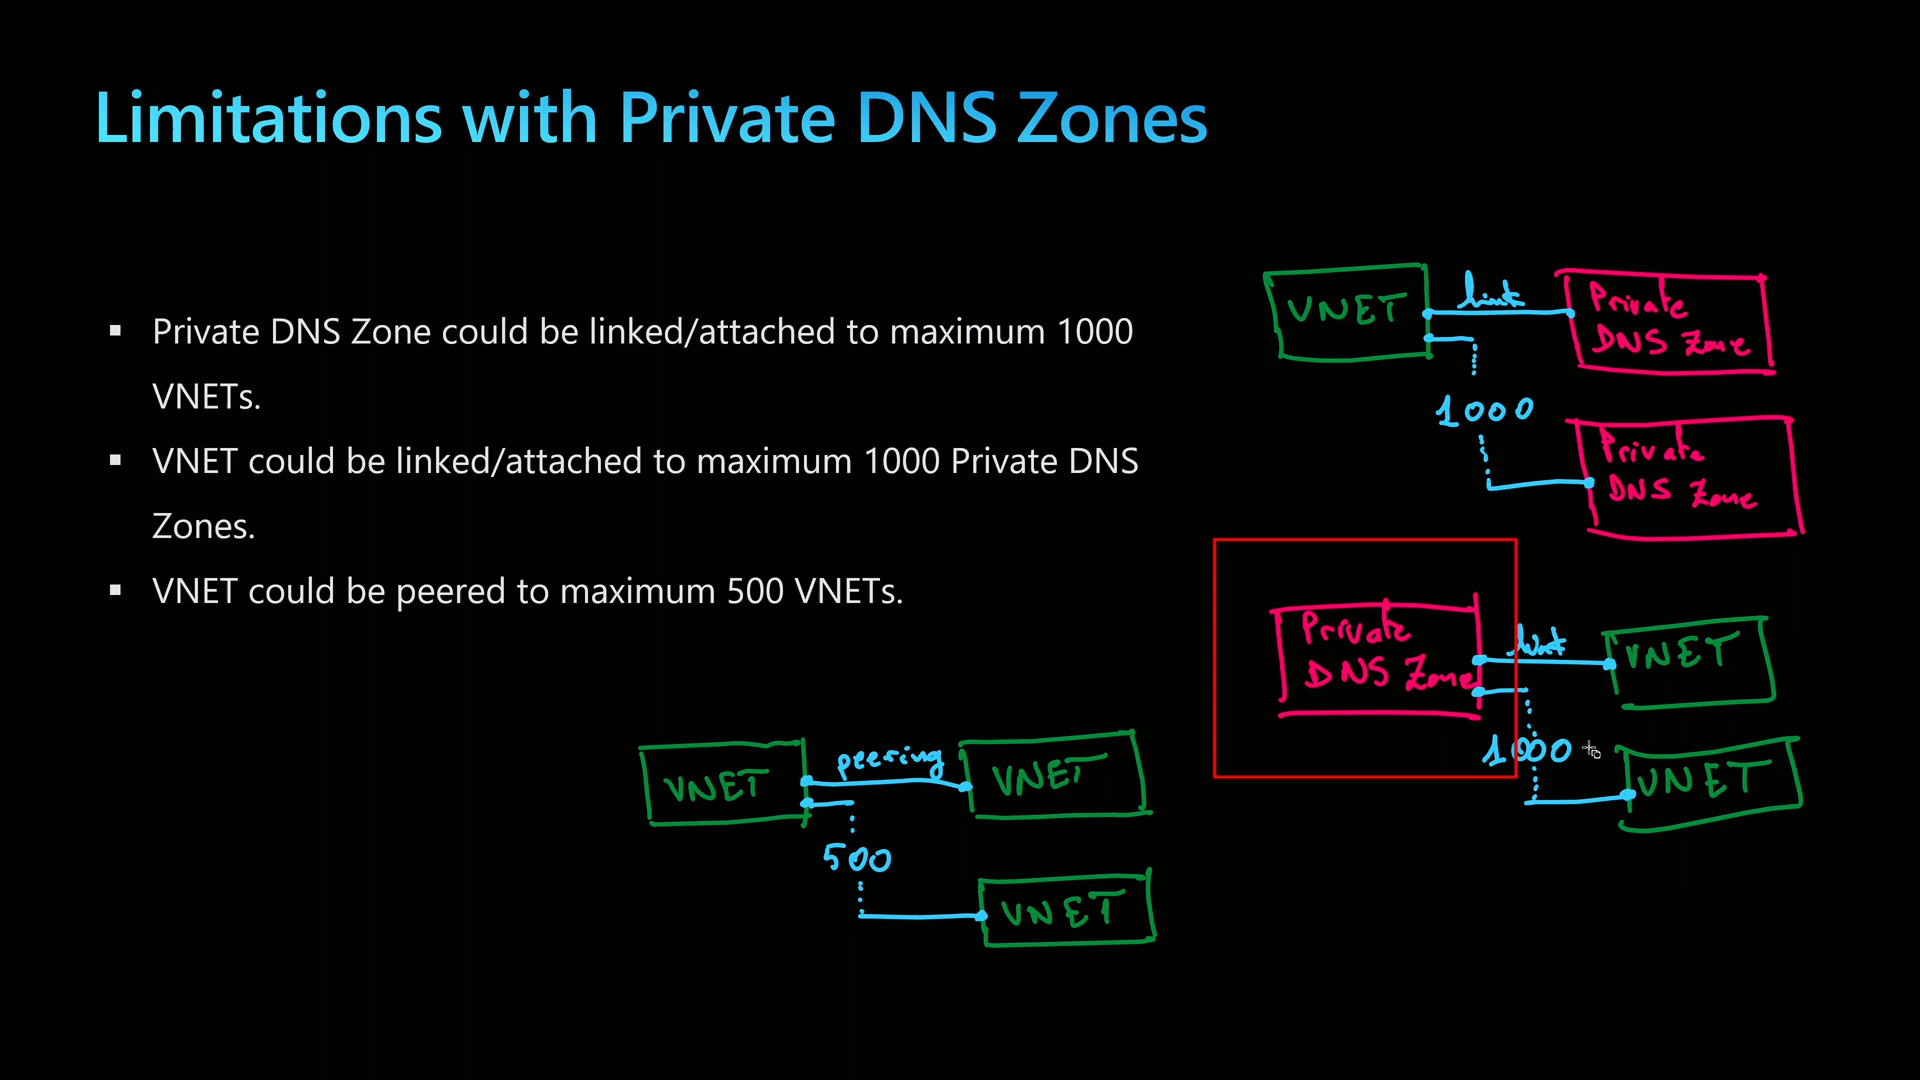 Limitations with Private DNS Zones
▪ Private DNS Zone could be linked/attached to maximum 1000
VNETs.
▪ VNET could be linked/attached to maximum 1000 Private DNS
Zones.
▪ VNET could be peered to maximum 500 VNETs.
VNET
link
Private
DNS Zone
1000
Private
DNS Zone
Private
DNS Zone
link
VNET
1000
VNET
VNET
peering
VNET
500
VNET